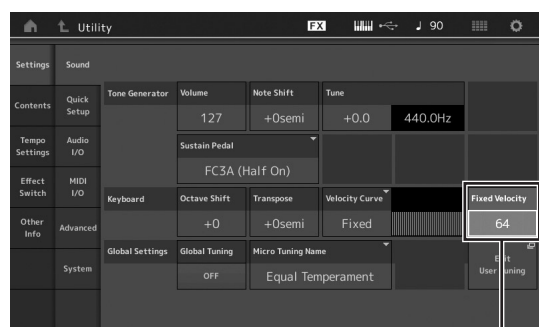 Utility FX 90
Settings Sound
Tone Generator Volume Note Shift Tune
127 +0semi +0.0 440.0Hz
Contents Quick Setup
Sustain Pedal
FC3A (Half On)
Tempo Settings Audio I/O
Effect Switch MIDI I/O
Keyboard Octave Shift Transpose Velocity Curve Fixed Velocity
+0 +0semi Fixed 64
Other Info Advanced
Global Settings Global Tuning Micro Tuning Name
OFF Equal Temperament
Edit User Tuning
System